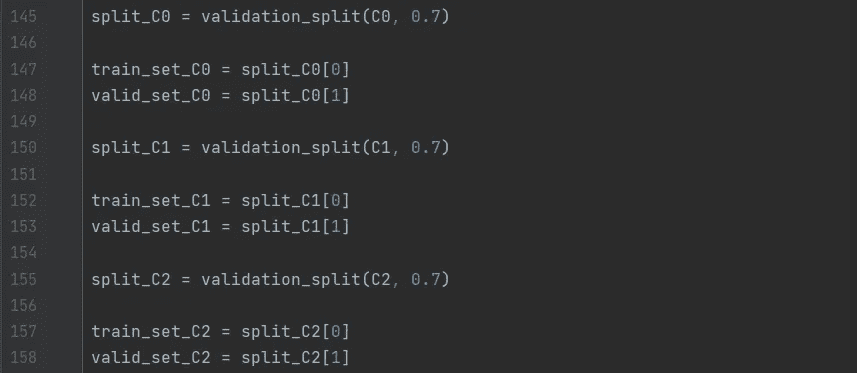 145 split_C0 = validation_split(C0, 0.7)
146
147 train_set_C0 = split_C0[0]
148 valid_set_C0 = split_C0[1]
149
150 split_C1 = validation_split(C1, 0.7)
151
152 train_set_C1 = split_C1[0]
153 valid_set_C1 = split_C1[1]
154
155 split_C2 = validation_split(C2, 0.7)
156
157 train_set_C2 = split_C2[0]
158 valid_set_C2 = split_C2[1]